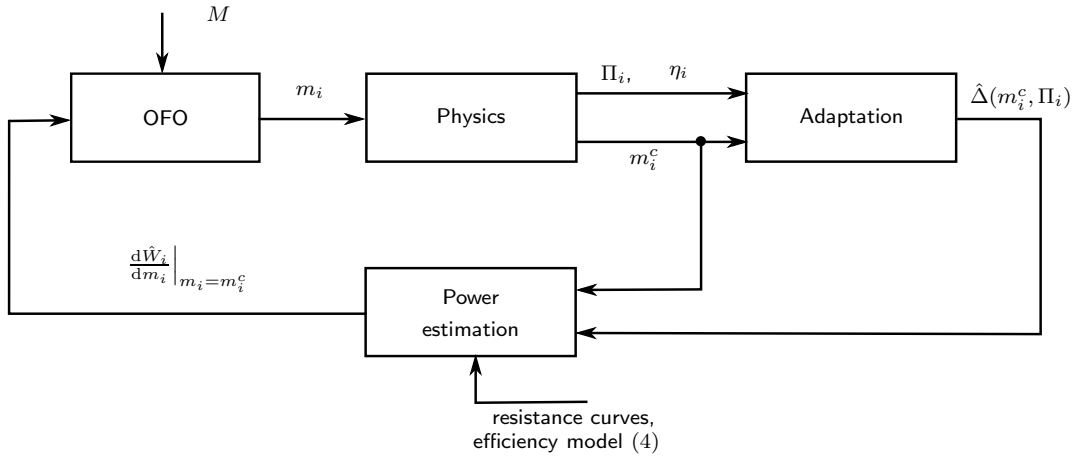 M
OFO
m_i
Physics
Π_i, η_i
m_i^c
Adaptation
Δ̂(m_i^c, Π_i)
dŴ_i/dm_i |_{m_i=m_i^c}
Power
estimation
resistance curves,
efficiency model (4)